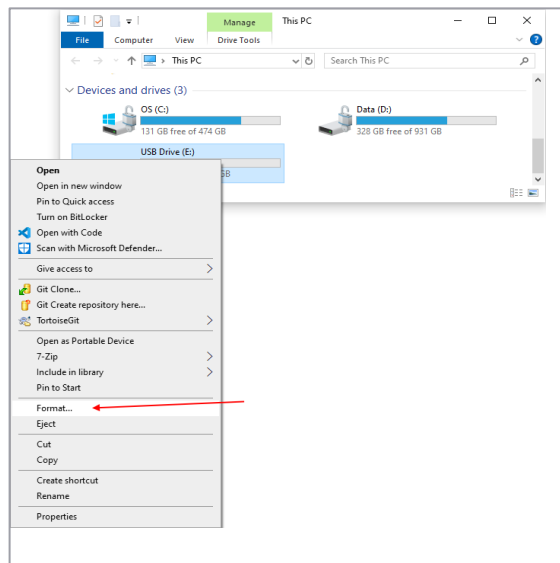 Manage
This PC
File
Computer
View
Drive Tools
This PC
Search This PC
Devices and drives (3)
OS (C:)
131 GB free of 474 GB
Data (D:)
328 GB free of 931 GB
USB Drive (E:)
GB
Open
Open in new window
Pin to Quick access
Turn on BitLocker
Open with Code
Scan with Microsoft Defender...
Give access to
Git Clone...
Git Create repository here...
TortoiseGit
Open as Portable Device
7-Zip
Include in library
Pin to Start
Format...
Eject
Cut
Copy
Create shortcut
Rename
Properties